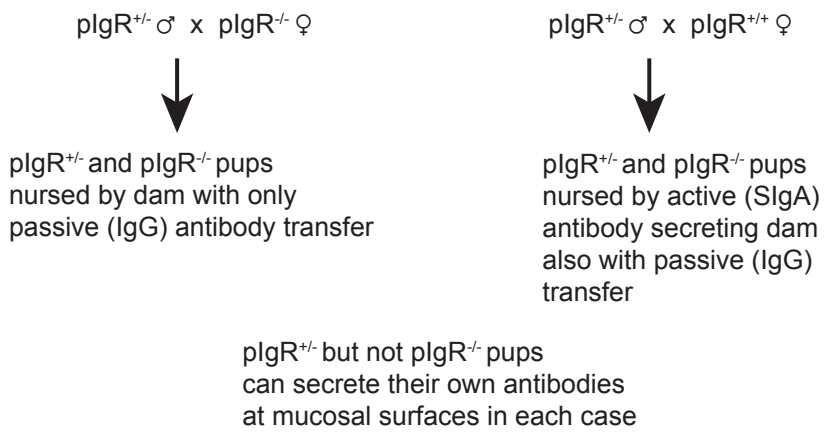 pIgR+/- ♂ x pIgR-/- ♀
pIgR+/- ♂ x pIgR+/+ ♀
pIgR+/- and pIgR-/- pups
nursed by dam with only
passive (IgG) antibody transfer
pIgR+/- and pIgR-/- pups
nursed by active (SIgA)
antibody secreting dam
also with passive (IgG)
transfer
pIgR+/- but not pIgR-/- pups
can secrete their own antibodies
at mucosal surfaces in each case